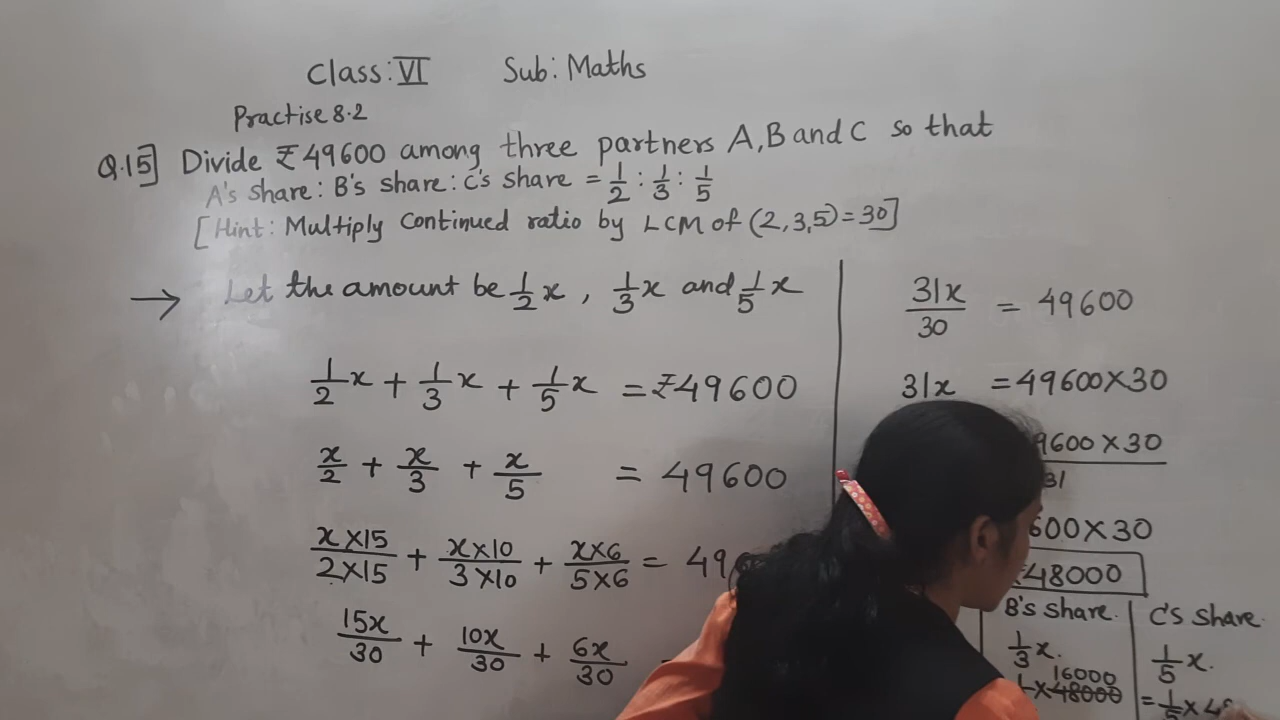 Class: VI Sub: Maths
Practise 8.2
Q.15] Divide ₹49600 among three partners A, B and C so that
A's share : B's share : C's share = 1/2 : 1/3 : 1/5
[Hint: Multiply Continued ratio by LCM of (2,3,5) = 30]
→ Let the amount be 1/2 x, 1/3 x and 1/5 x
1/2 x + 1/3 x + 1/5 x = ₹49600
x/2 + x/3 + x/5 = 49600
x×15/2×15 + x×10/3×10 + x×6/5×6 = 49
15x/30 + 10x/30 + 6x/30
31x/30 = 49600
31x = 49600×30
9600×30
31
600×30
₹48000
B's share.
1/3 x.
16000
×48000
C's share.
1/5 x.
= 1/5 × 4